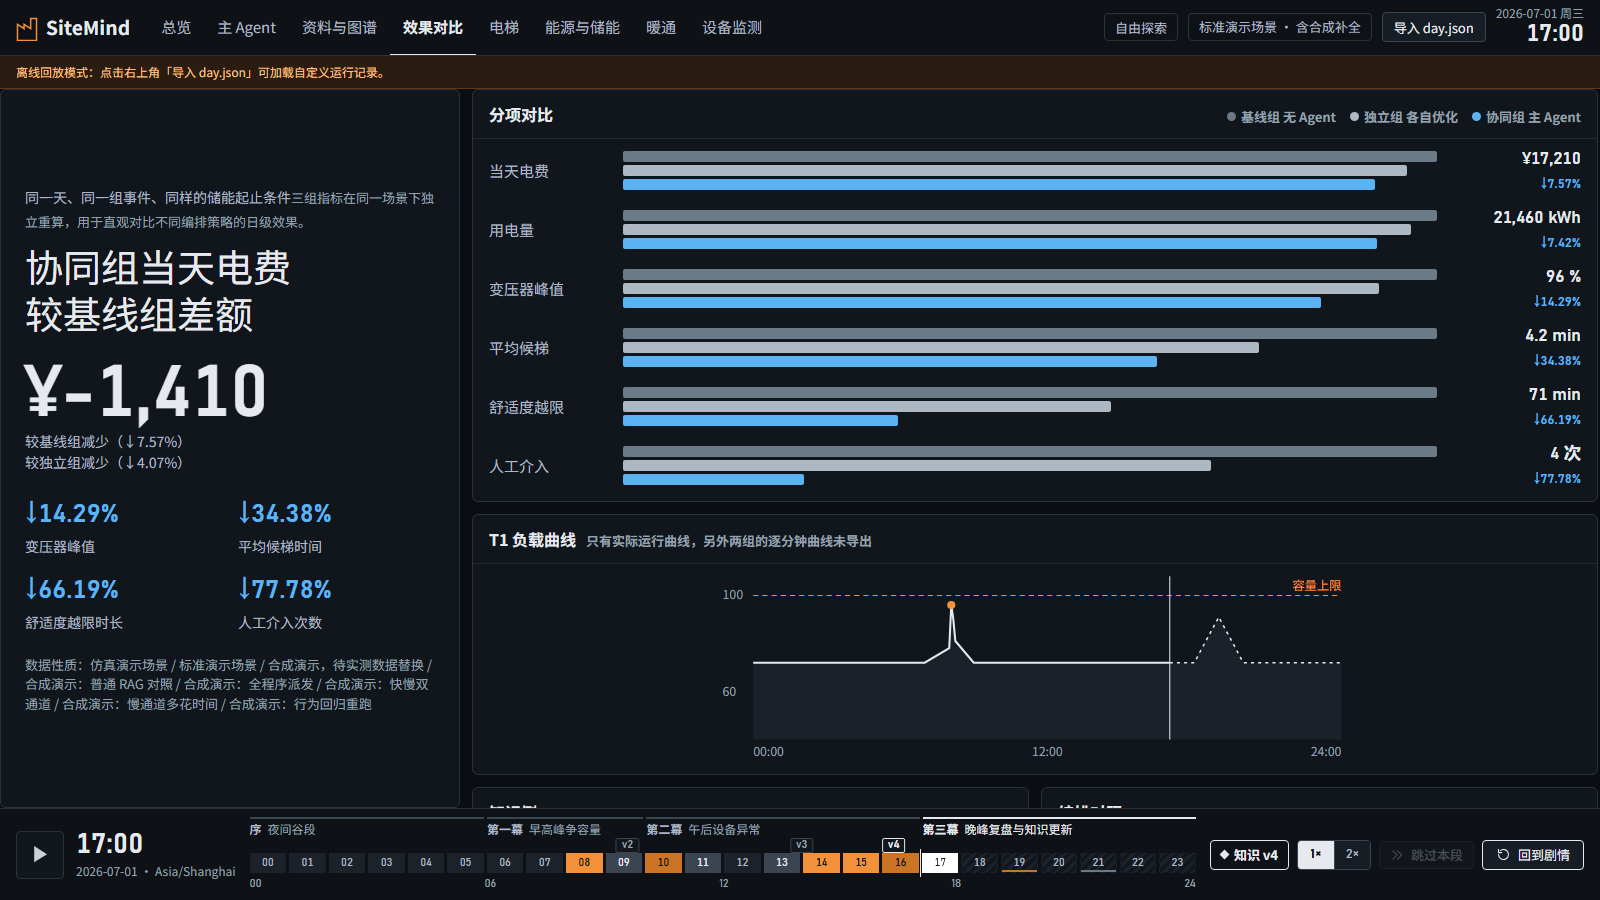 SiteMind 总览 主 Agent 资料与图谱 效果对比 电梯 能源与储能 暖通 设备监测 自由探索 标准演示场景 · 含合成补全 导入 day.json 2026-07-01 周三
17:00
离线回放模式：点击右上角「导入 day.json」可加载自定义运行记录。
同一天、同一组事件、同样的储能起止条件三组指标在同一场景下独
立重算，用于直观对比不同编排策略的日级效果。
协同组当天电费
较基线组差额
¥-1,410
较基线组减少（↓7.57%）
较独立组减少（↓4.07%）
↓14.29% ↓34.38%
变压器峰值 平均候梯时间
↓66.19% ↓77.78%
舒适度越限时长 人工介入次数
数据性质：仿真演示场景 / 标准演示场景 / 合成演示，待实测数据替换 /
合成演示：普通 RAG 对照 / 合成演示：全程序派发 / 合成演示：快慢双
通道 / 合成演示：慢通道多花时间 / 合成演示：行为回归重跑
分项对比 基线组 无 Agent 独立组 各自优化 协同组 主 Agent
当天电费 ¥17,210
↓7.57%
用电量 21,460 kWh
↓7.42%
变压器峰值 96 %
↓14.29%
平均候梯 4.2 min
↓34.38%
舒适度越限 71 min
↓66.19%
人工介入 4 次
↓77.78%
T1 负载曲线 只有实际运行曲线，另外两组的逐分钟曲线未导出
容量上限
100
60
00:00 12:00 24:00
17:00
2026-07-01 · Asia/Shanghai
序 夜间谷段 第一幕 早高峰争容量 第二幕 午后设备异常 第三幕 晚峰复盘与知识更新
v2 v3 v4
00 01 02 03 04 05 06 07 08 09 10 11 12 13 14 15 16 17 18 19 20 21 22 23
00 06 12 18 24
知识 v4 1× 2× 跳过本段 回到剧情